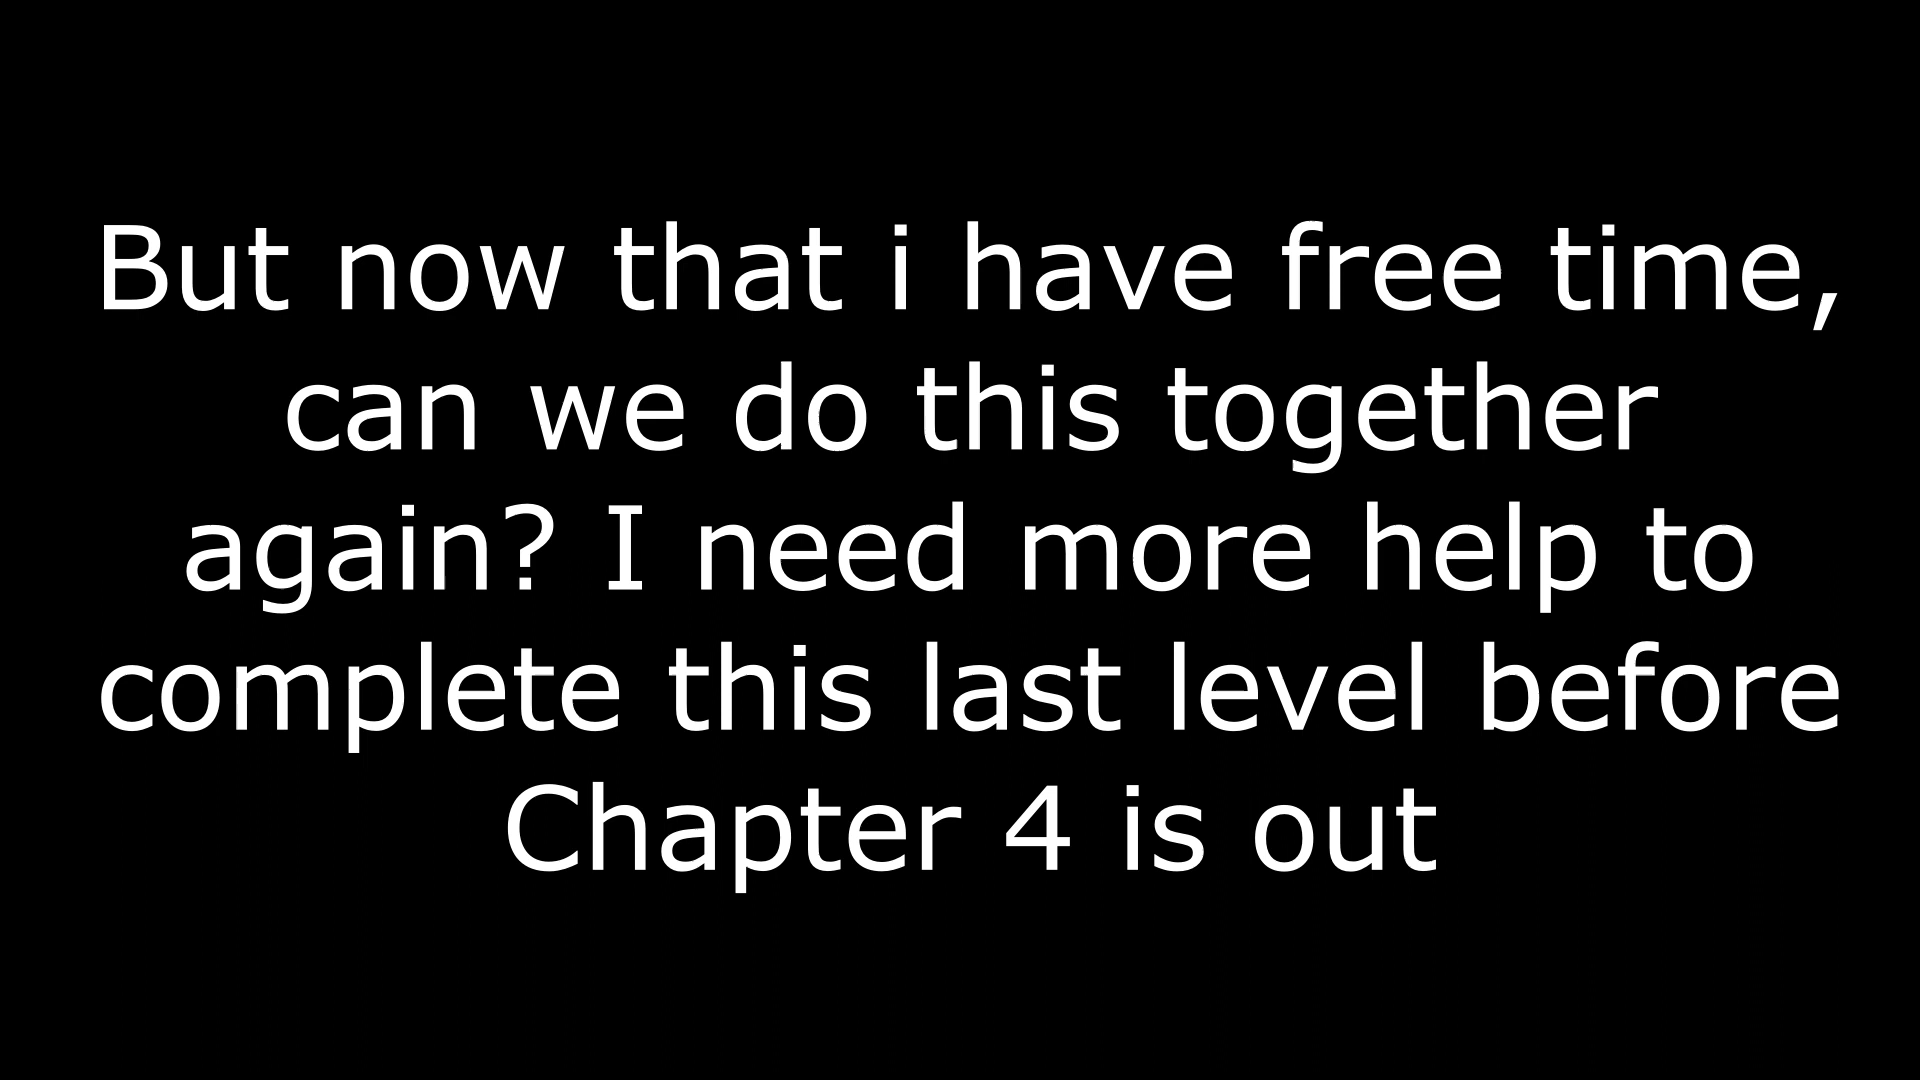 But now that i have free time,
can we do this together
again? I need more help to
complete this last level before
Chapter 4 is out